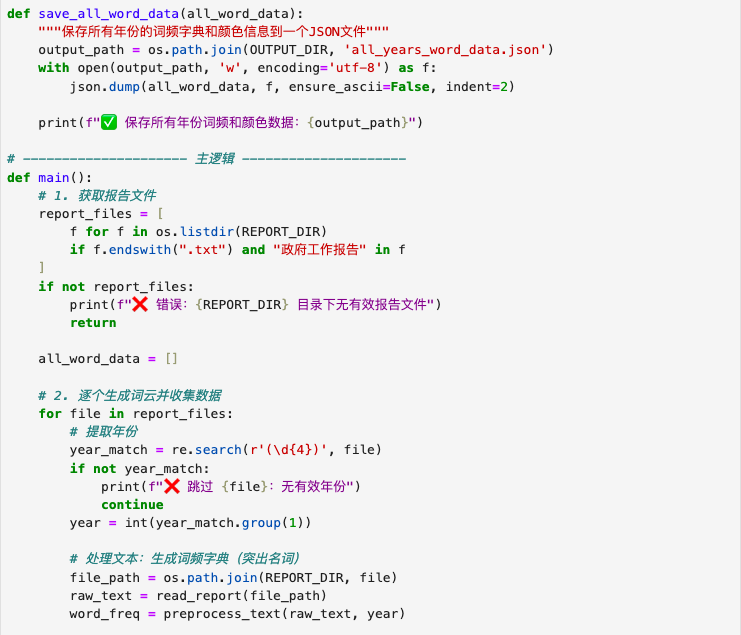 def save_all_word_data(all_word_data):
    """保存所有年份的词频字典和颜色信息到一个JSON文件"""
    output_path = os.path.join(OUTPUT_DIR, 'all_years_word_data.json')
    with open(output_path, 'w', encoding='utf-8') as f:
        json.dump(all_word_data, f, ensure_ascii=False, indent=2)

    print(f"✅ 保存所有年份词频和颜色数据: {output_path}")

# --------------------- 主逻辑 ---------------------
def main():
    # 1. 获取报告文件
    report_files = [
        f for f in os.listdir(REPORT_DIR)
        if f.endswith(".txt") and "政府工作报告" in f
    ]
    if not report_files:
        print(f"❌ 错误: {REPORT_DIR} 目录下无有效报告文件")
        return

    all_word_data = []

    # 2. 逐个生成词云并收集数据
    for file in report_files:
        # 提取年份
        year_match = re.search(r'(\d{4})', file)
        if not year_match:
            print(f"❌ 跳过 {file}: 无有效年份")
            continue
        year = int(year_match.group(1))

        # 处理文本: 生成词频字典 (突出名词)
        file_path = os.path.join(REPORT_DIR, file)
        raw_text = read_report(file_path)
        word_freq = preprocess_text(raw_text, year)